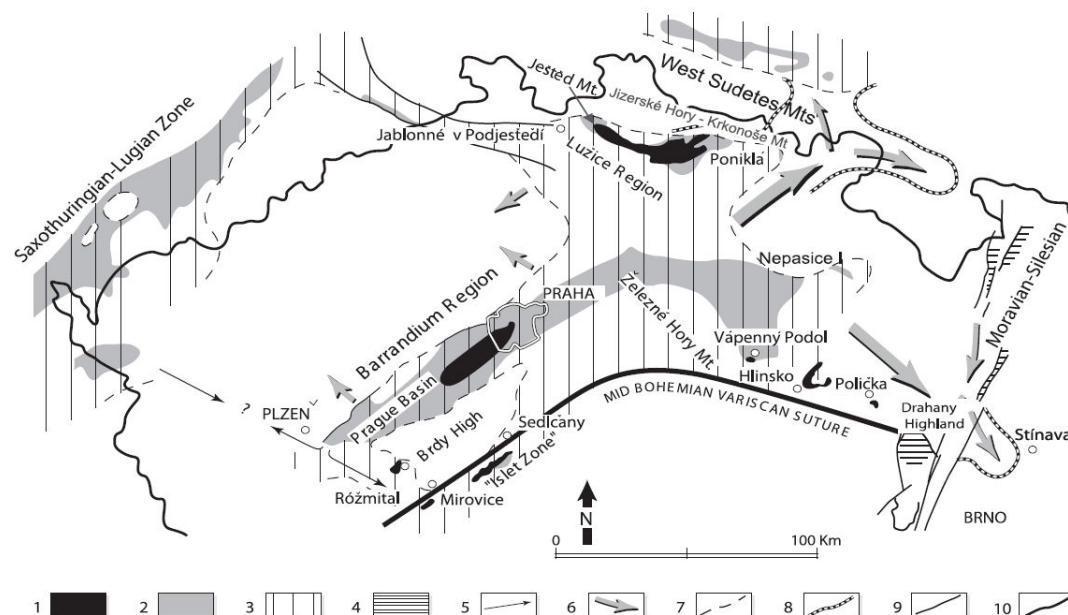 West Sudetes Mts
Ještěd Mt.
Jizerské Hory - Krkonoše Mt
Jablonné v Podještědí
Ponikla
Lužice Region
Saxothuringian-Lugian Zone
Nepasice I
Moravian-Silesian
PRAHA
Barrandium Region
Železné Hory Mt.
Vápenný Podol
Hlinsko
Polička
Prague Basin
MID BOHEMIAN VARISCAN SUTURE
?
PLZEN
Brdy High
Sedlčany
Drahany
Highland
Stínava
"Islet Zone"
Rózmital
Mirovice
N
BRNO
0 100 Km
1 2 3 4 5 6 7 8 9 10